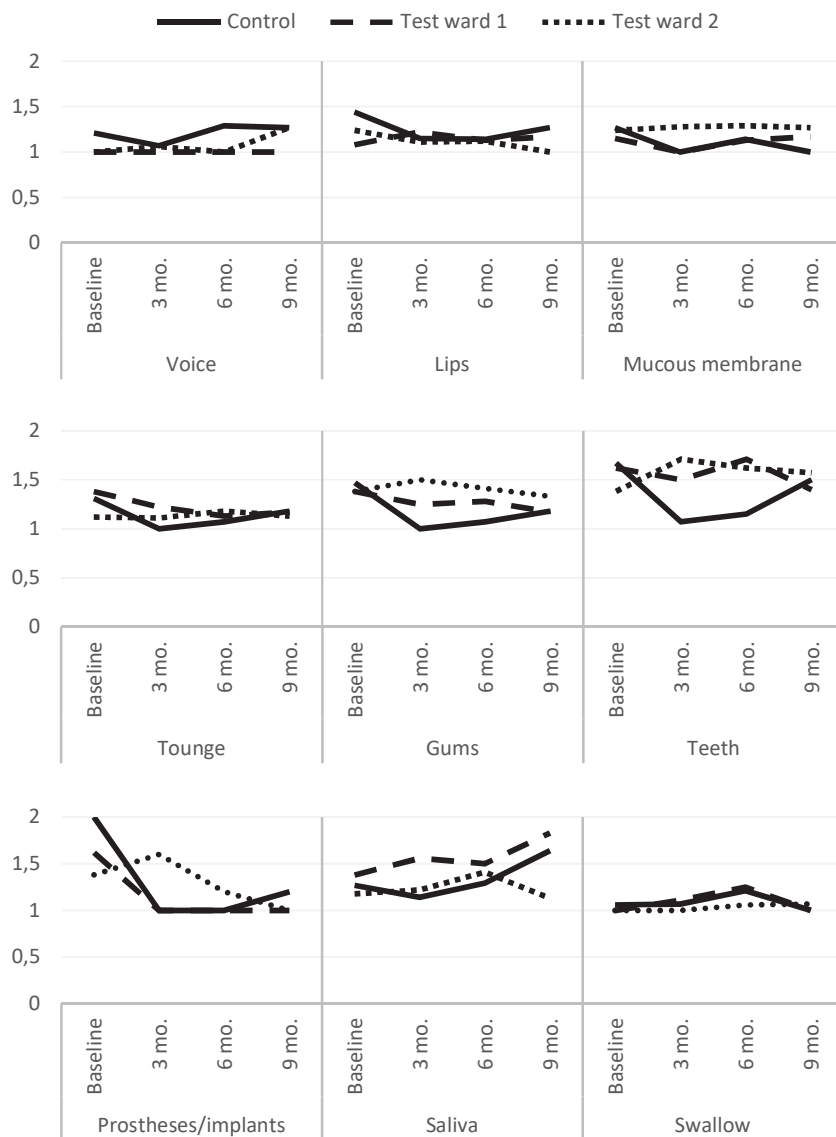 Control Test ward 1 Test ward 2
2
1,5
1
0,5
0
Baseline 3 mo. 6 mo. 9 mo. Baseline 3 mo. 6 mo. 9 mo. Baseline 3 mo. 6 mo. 9 mo.
Voice Lips Mucous membrane
2
1,5
1
0,5
0
Baseline 3 mo. 6 mo. 9 mo. Baseline 3 mo. 6 mo. 9 mo. Baseline 3 mo. 6 mo. 9 mo.
Tounge Gums Teeth
2
1,5
1
0,5
0
Baseline 3 mo. 6 mo. 9 mo. Baseline 3 mo. 6 mo. 9 mo. Baseline 3 mo. 6 mo. 9 mo.
Prostheses/implants Saliva Swallow